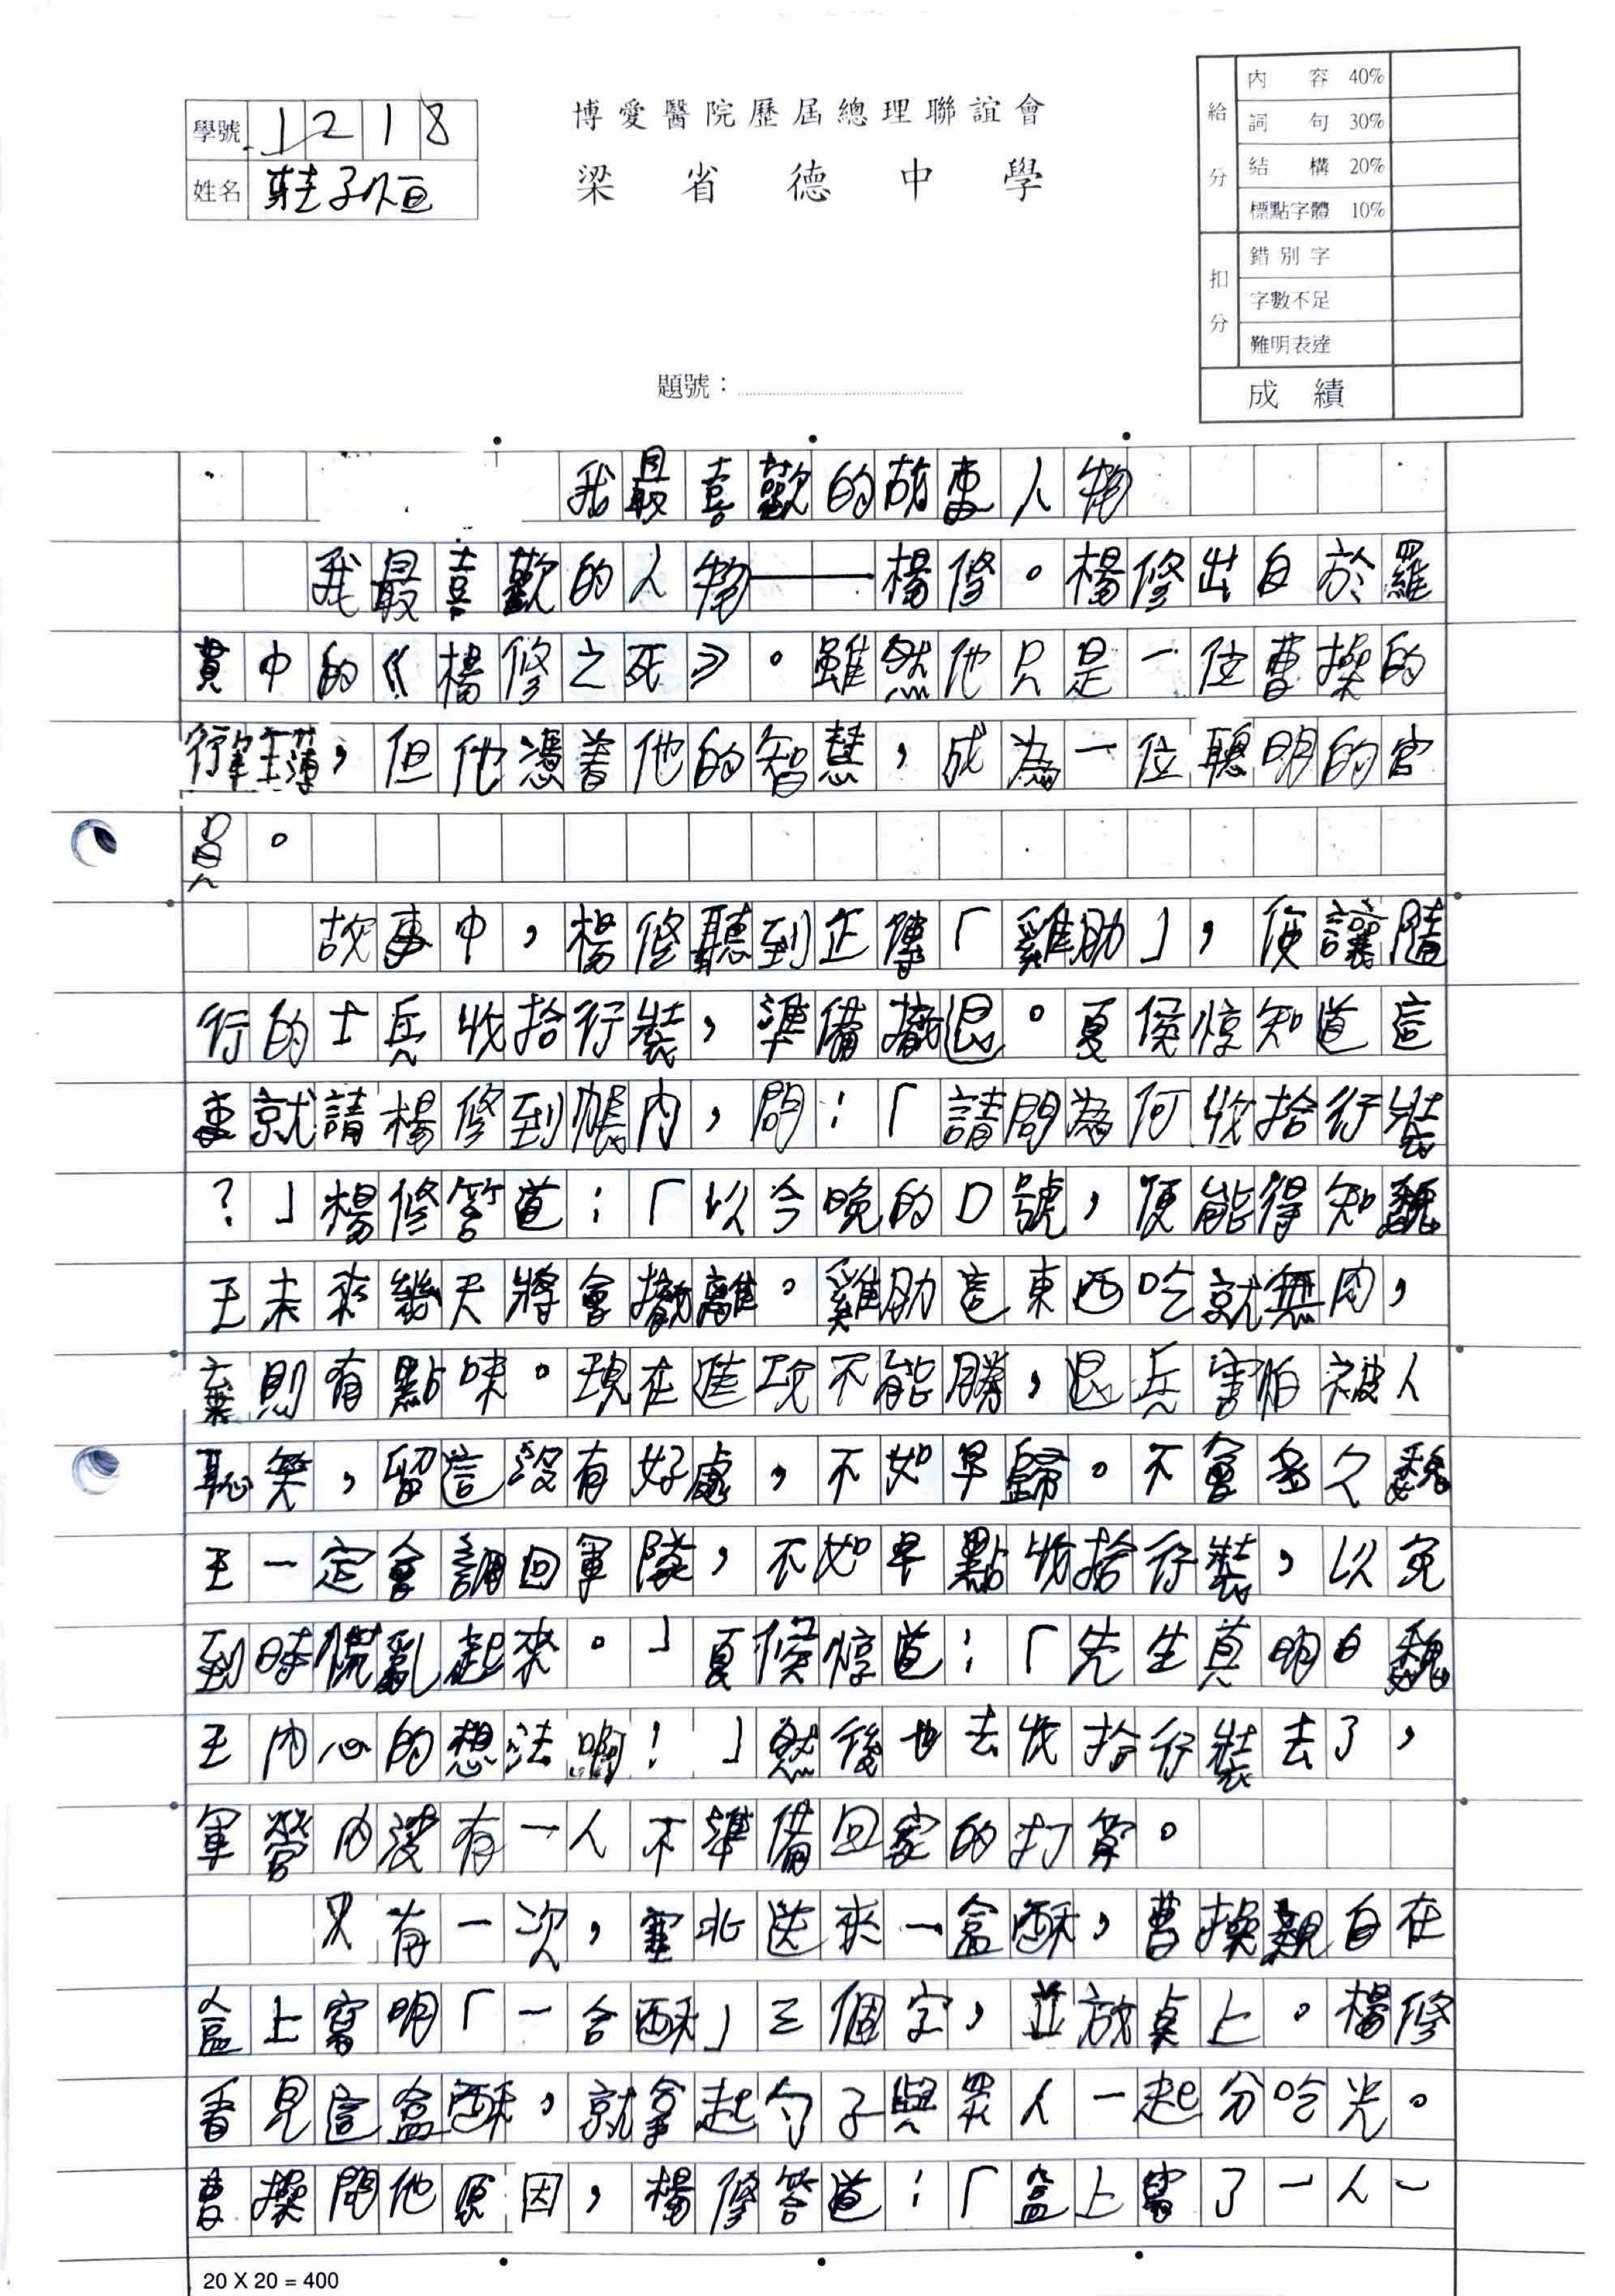 博愛醫院歷屆總理聯誼會
梁省德中學
學號 1218
姓名 子恒
給分
內容 40%
詞句 30%
結構 20%
標點字體 10%
扣分
錯別字
字數不足
難明表達
成績
題號：
我最喜歡的故事人物
我最喜歡的人物——楊修。楊修出自於羅
貫中的《楊修之死》。雖然他只是一位曹操的
行軍主薄，但他憑着他的智慧，成為一位聰明的官
員。
故事中，楊修聽到正傳「雞肋」，便讓隨
行的士兵收拾行裝，準備撤退。夏侯惇知道這
事就請楊修到帳內，問：「請問為何收拾行裝
？」楊修答道：「以今晚的口號，便能得知魏
王未來幾天將會撤離。雞肋這東西吃就無肉，
棄則有點味。現在進攻不能勝，退兵害怕被人
恥笑，留這沒有好處，不如早歸。不會多久魏
王一定會調回軍隊，不如早點收拾行裝，以免
到時慌亂起來。」夏侯惇道：「先生真明白魏
王內心的想法啊！」然後也去收拾行裝去了，
軍營內沒有一人不準備回家的打算。
又有一次，塞北送來一盒酥，曹操親自在
盒上寫明「一合酥」三個字，並放桌上。楊修
看見這盒酥，就拿起勺子與眾人一起分吃光。
曹操問他原因，楊修答道：「盒上寫了一人一
20 X 20 = 400